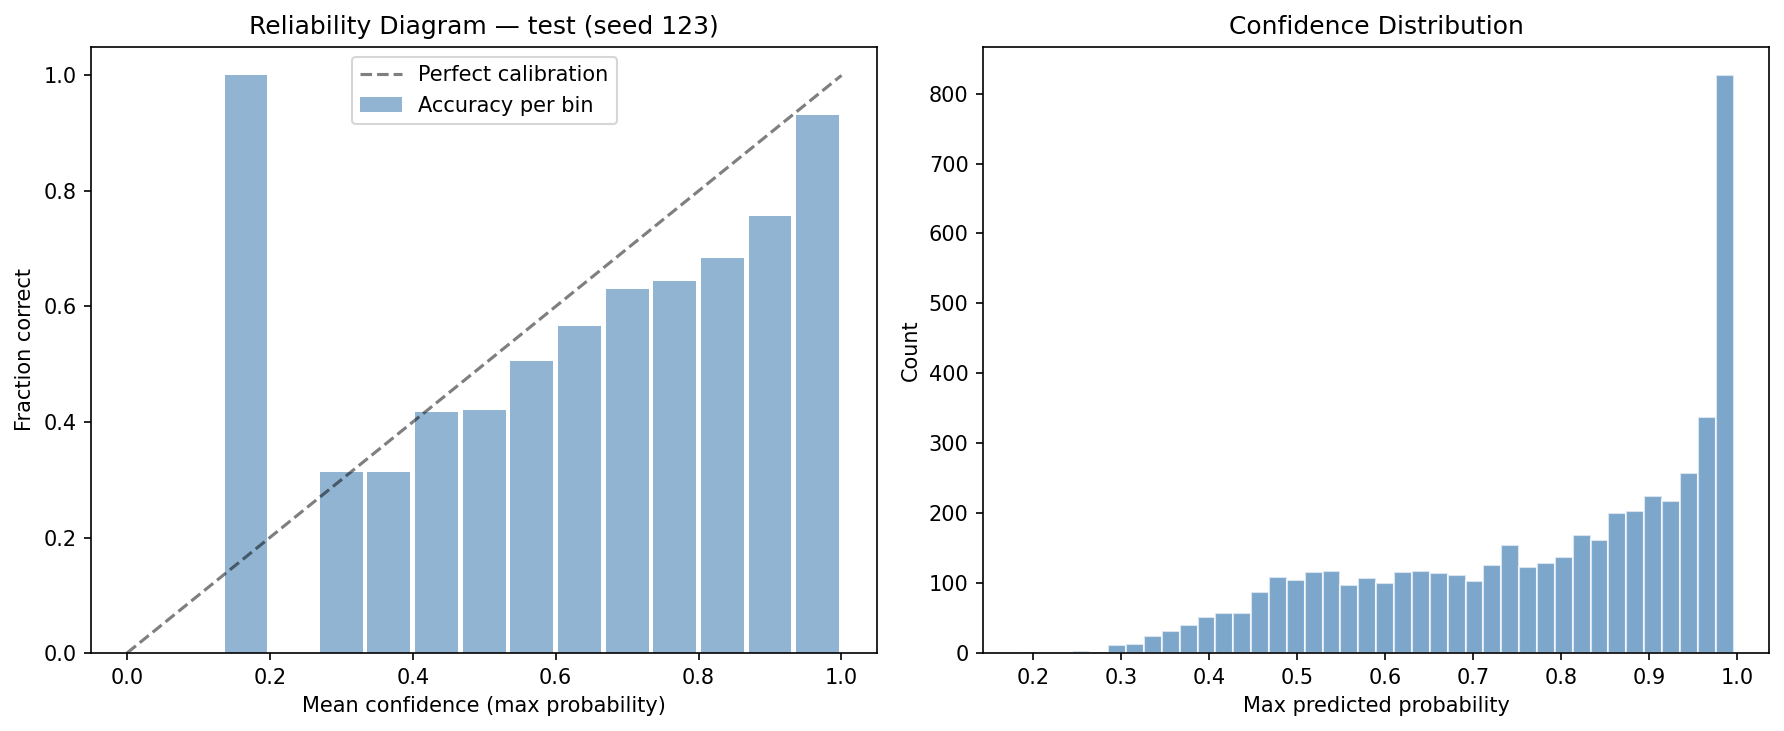 Reliability Diagram — test (seed 123)
Perfect calibration
Accuracy per bin
1.0
0.8
0.6
0.4
0.2
0.0
Fraction correct
0.0 0.2 0.4 0.6 0.8 1.0
Mean confidence (max probability)
Confidence Distribution
800
700
600
500
400
300
200
100
0
Count
0.2 0.3 0.4 0.5 0.6 0.7 0.8 0.9 1.0
Max predicted probability